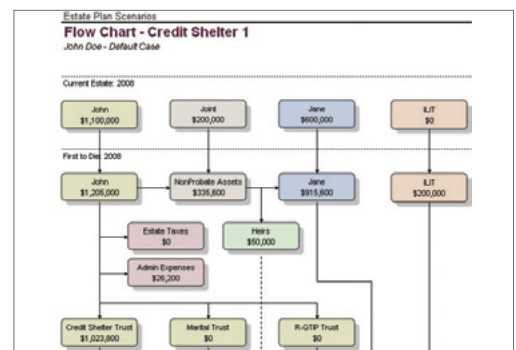 Estate Plan Scenarios
Flow Chart - Credit Shelter 1
John Doe - Default Case
Current Estate: 2008
John
$1,100,000
Joint
$200,000
Jane
$600,000
ILIT
$0
First to Die: 2008
John
$1,205,000
NonProbate Assets
$335,600
Jane
$915,600
ILIT
$200,000
Estate Taxes
$0
Heirs
$50,000
Admin Expenses
$26,200
Credit Shelter Trust
$1,023,800
Marital Trust
$0
R-QTIP Trust
$0